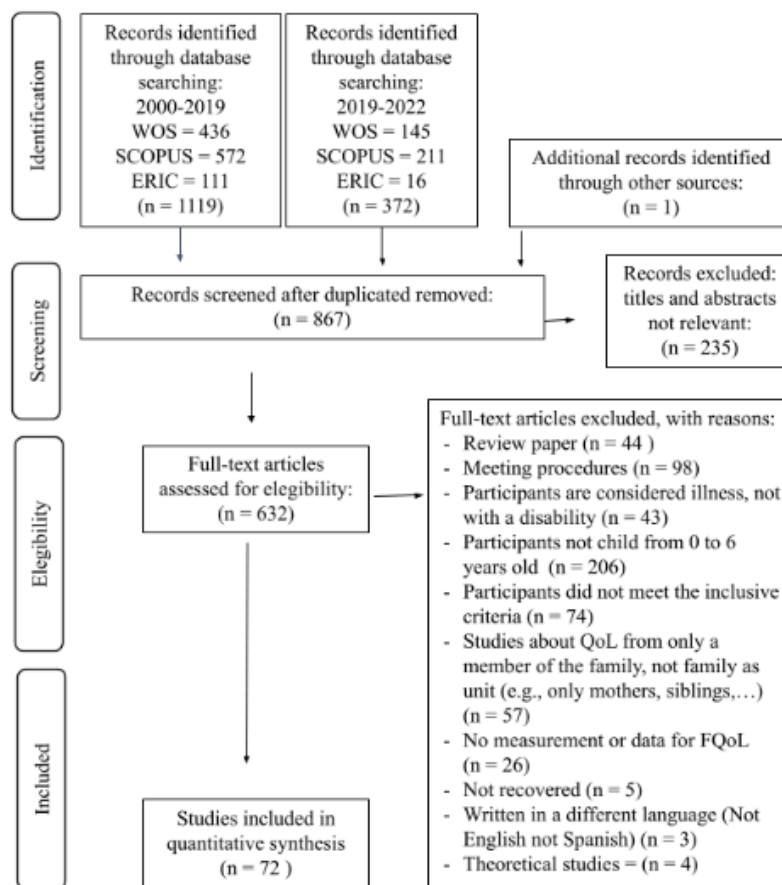 Identification
Records identified
through database
searching:
2000-2019
WOS = 436
SCOPUS = 572
ERIC = 111
(n = 1119)
Records identified
through database
searching:
2019-2022
WOS = 145
SCOPUS = 211
ERIC = 16
(n = 372)
Additional records identified
through other sources:
(n = 1)
Screening
Records screened after duplicated removed:
(n = 867)
Records excluded:
titles and abstracts
not relevant:
(n = 235)
Elegibility
Full-text articles
assessed for elegibility:
(n = 632)
Full-text articles excluded, with reasons:
- Review paper (n = 44 )
- Meeting procedures (n = 98)
- Participants are considered illness, not
with a disability (n = 43)
- Participants not child from 0 to 6
years old (n = 206)
- Participants did not meet the inclusive
criteria (n = 74)
- Studies about QoL from only a
member of the family, not family as
unit (e.g., only mothers, siblings,…)
(n = 57)
- No measurement or data for FQoL
(n = 26)
- Not recovered (n = 5)
- Written in a different language (Not
English not Spanish) (n = 3)
- Theoretical studies = (n = 4)
Included
Studies included in
quantitative synthesis
(n = 72 )